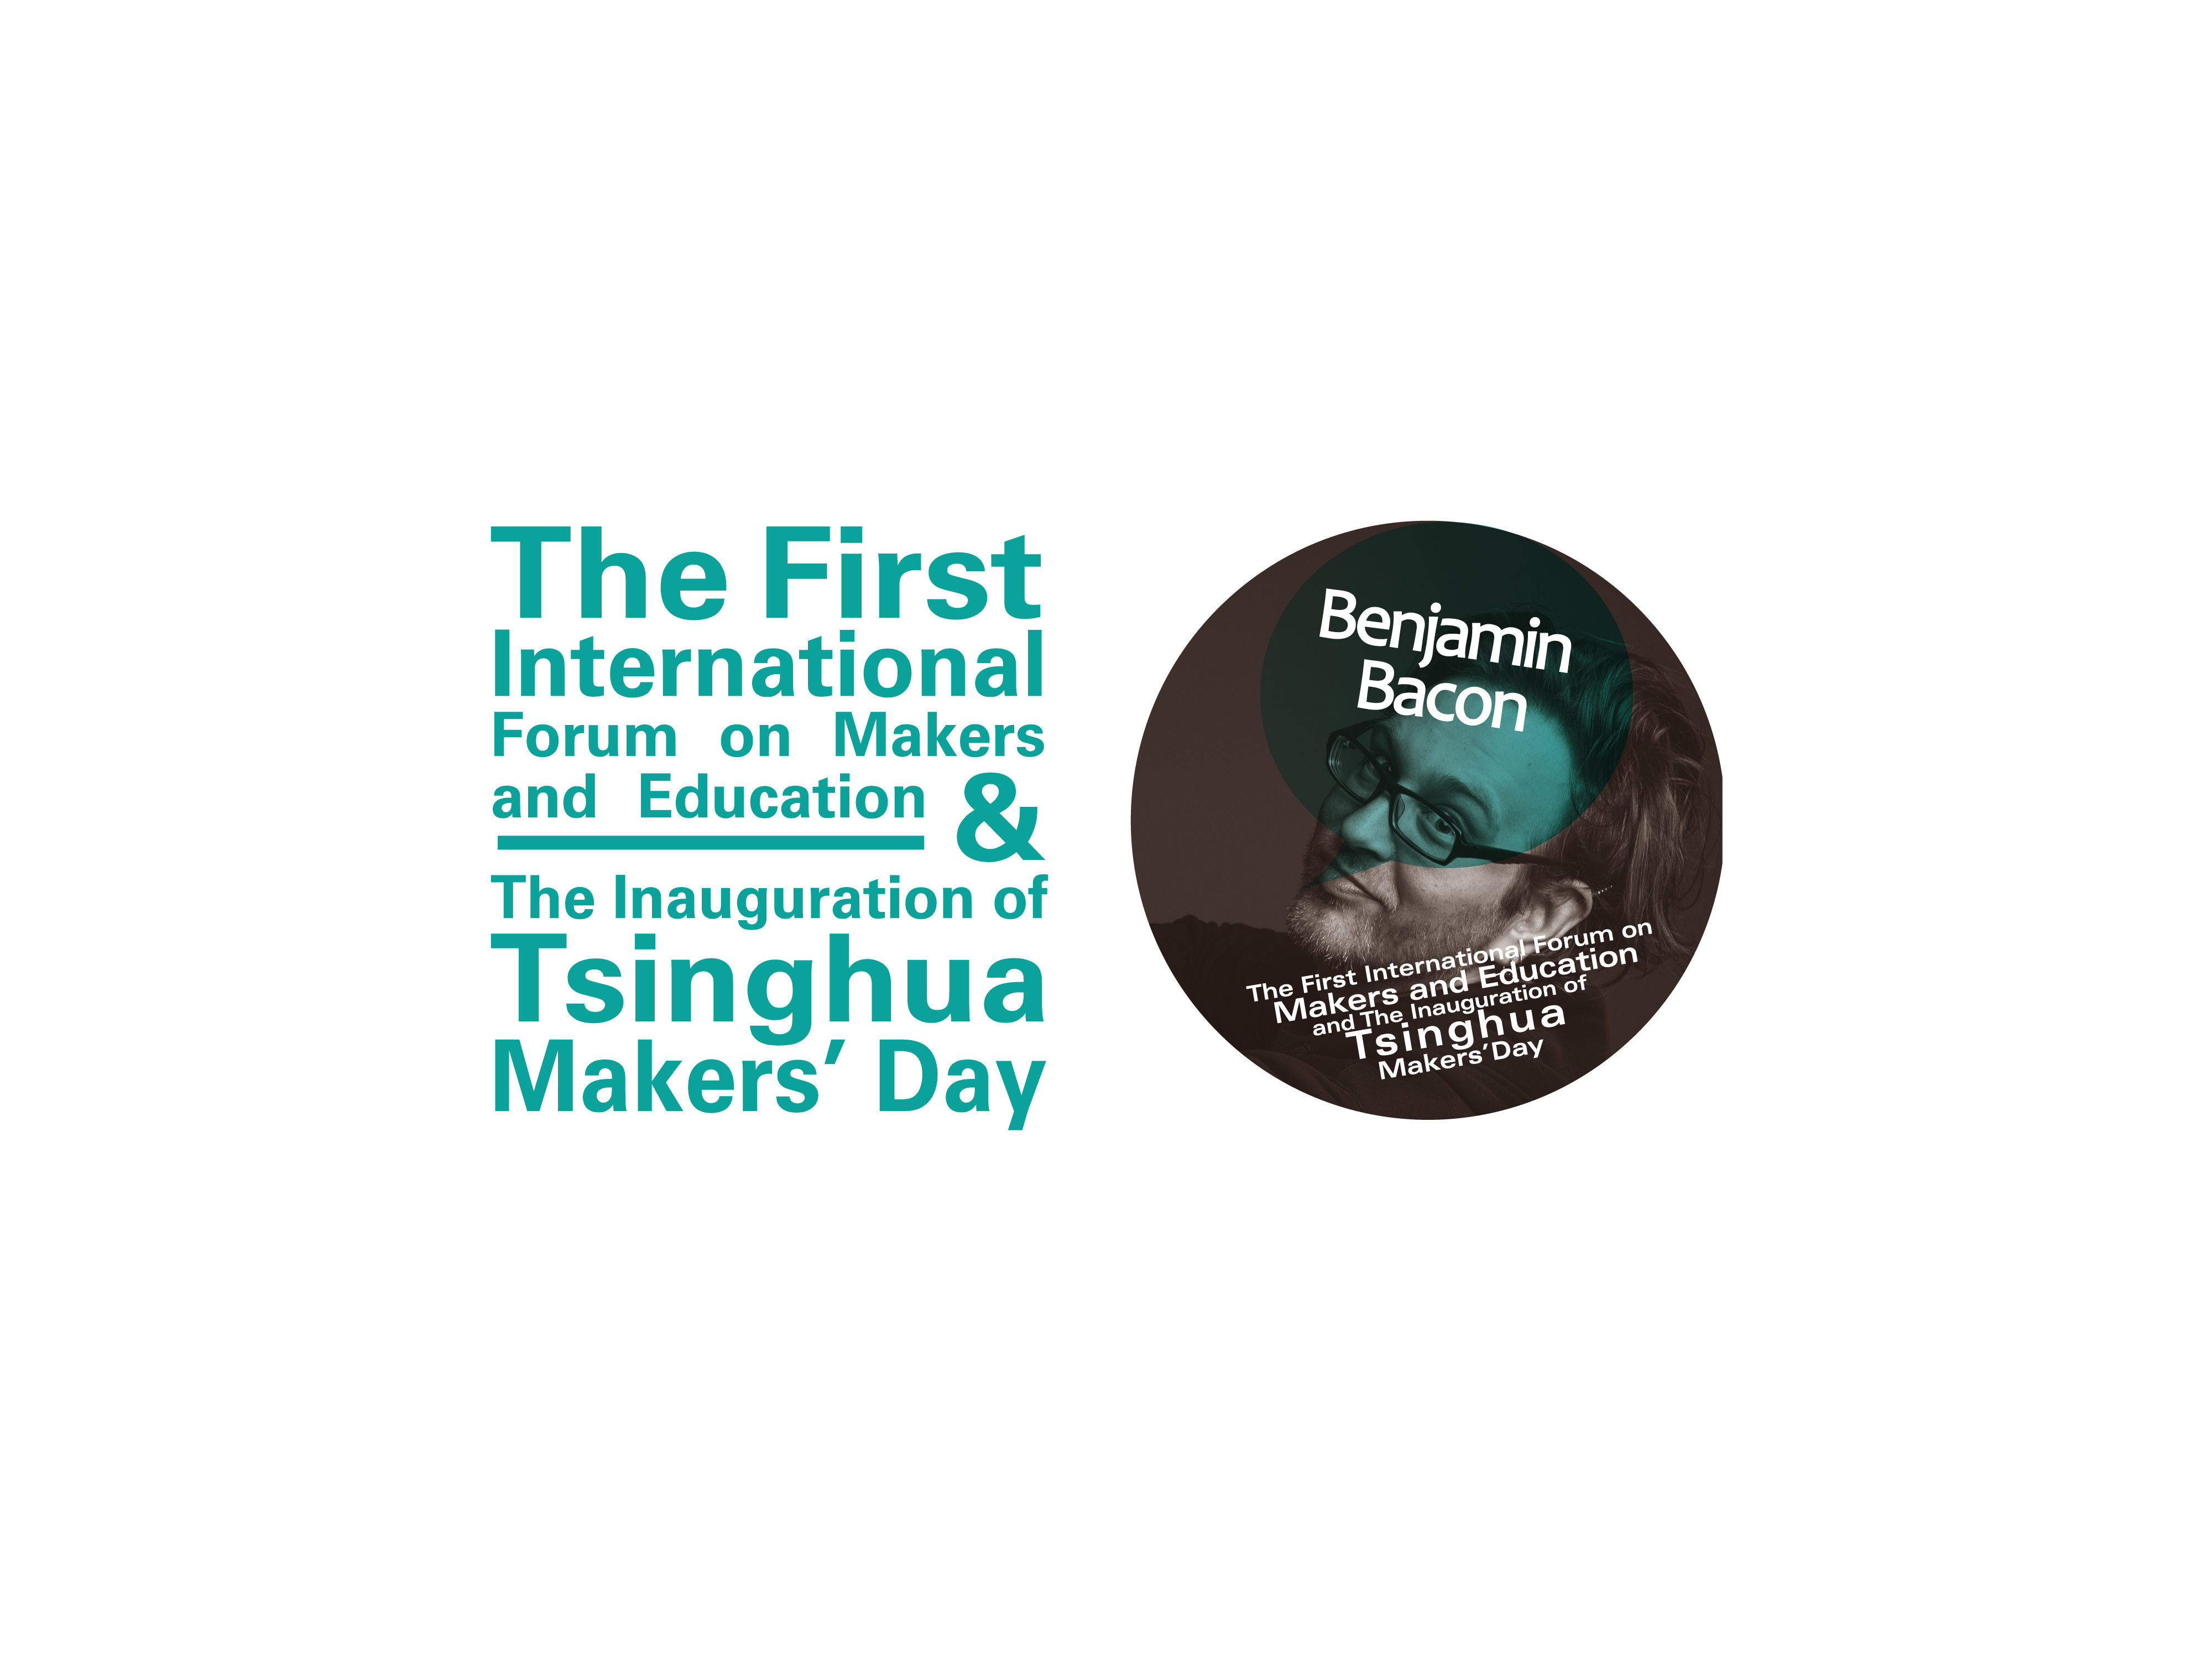 The First
International
Forum on Makers
and Education &
The Inauguration of
Tsinghua
Makers’ Day
Benjamin
Bacon
The First International Forum on
Makers and Education
and The Inauguration of
Tsinghua
Makers’Day